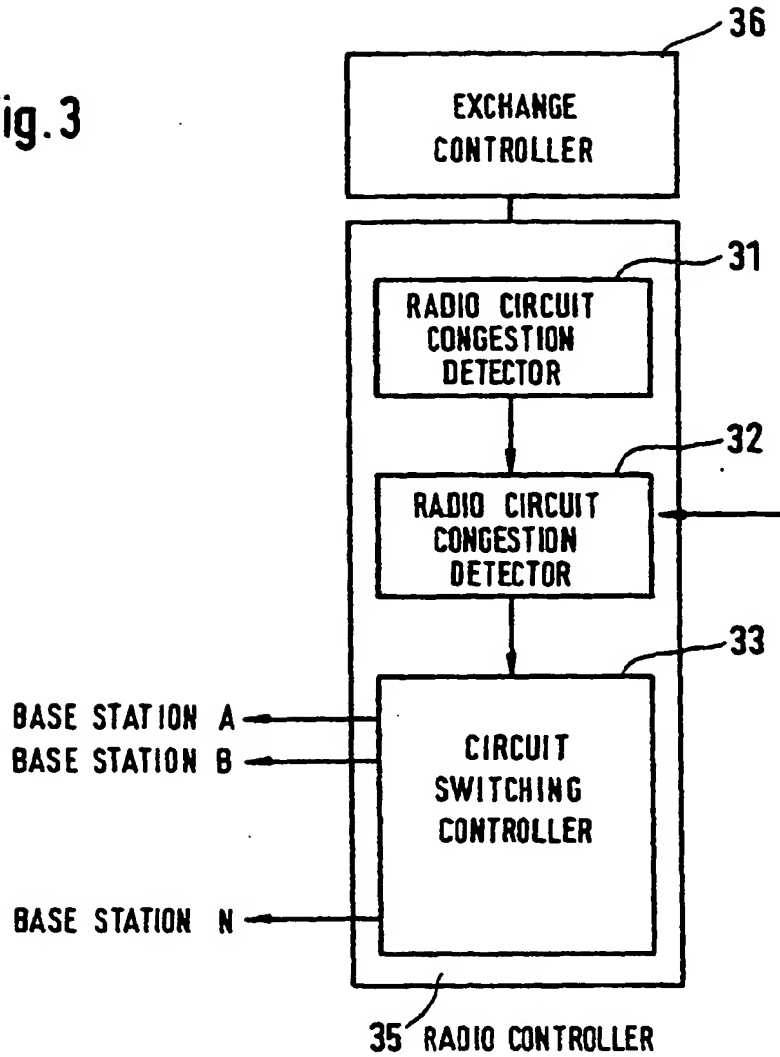 ig.3
36
EXCHANGE
CONTROLLER
31
RADIO CIRCUIT
CONGESTION
DETECTOR
32
RADIO CIRCUIT
CONGESTION
DETECTOR
33
BASE STATION A
BASE STATION B
CIRCUIT
SWITCHING
CONTROLLER
BASE STATION N
35 RADIO CONTROLLER